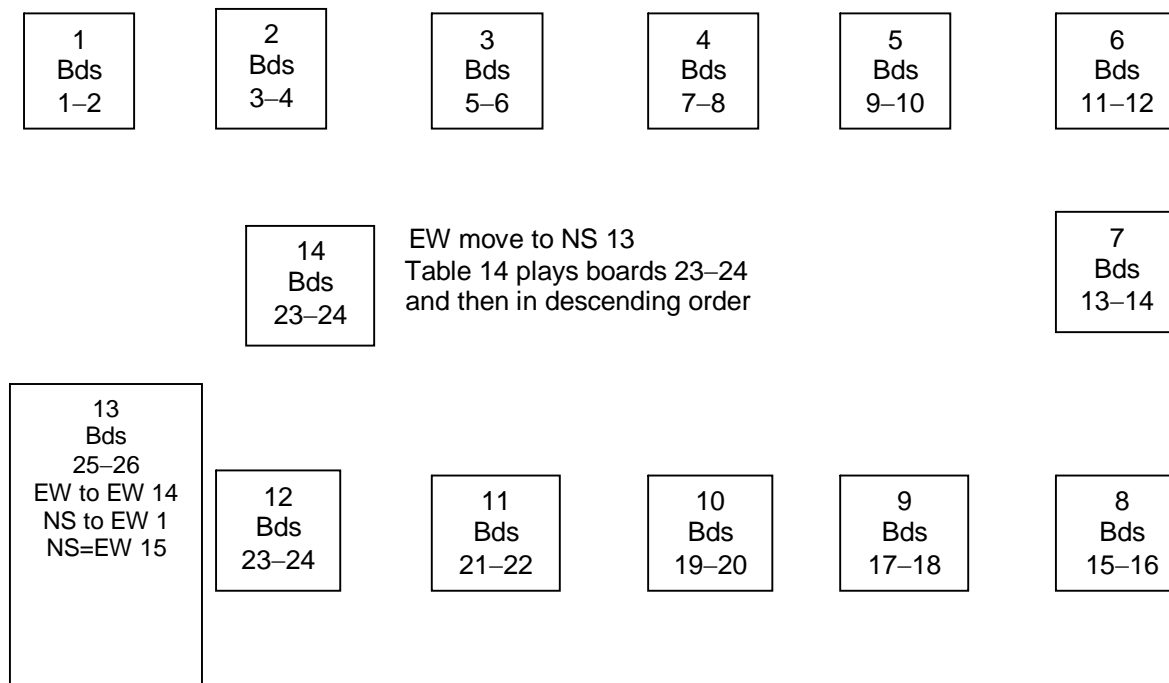 1
Bds
1–2
2
Bds
3–4
3
Bds
5–6
4
Bds
7–8
5
Bds
9–10
6
Bds
11–12
14
Bds
23–24
EW move to NS 13
Table 14 plays boards 23–24
and then in descending order
7
Bds
13–14
13
Bds
25–26
EW to EW 14
NS to EW 1
NS=EW 15
12
Bds
23–24
11
Bds
21–22
10
Bds
19–20
9
Bds
17–18
8
Bds
15–16